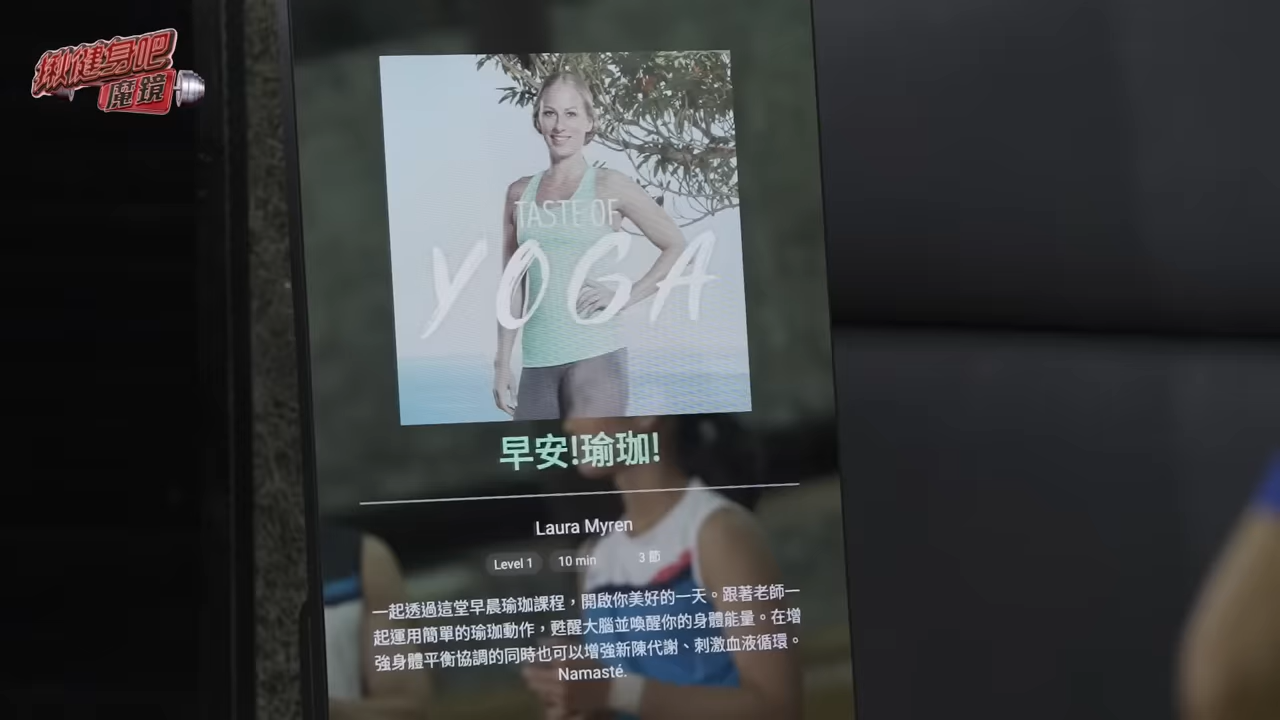 揪健身吧
魔鏡
TASTE OF
YOGA
早安!瑜珈!
Laura Myren
Level 1 10 min 3 節
一起透過這堂早晨瑜珈課程，開啟你美好的一天。跟著老師一
起運用簡單的瑜珈動作，甦醒大腦並喚醒你的身體能量。在增
強身體平衡協調的同時也可以增強新陳代謝、刺激血液循環。
Namasté.